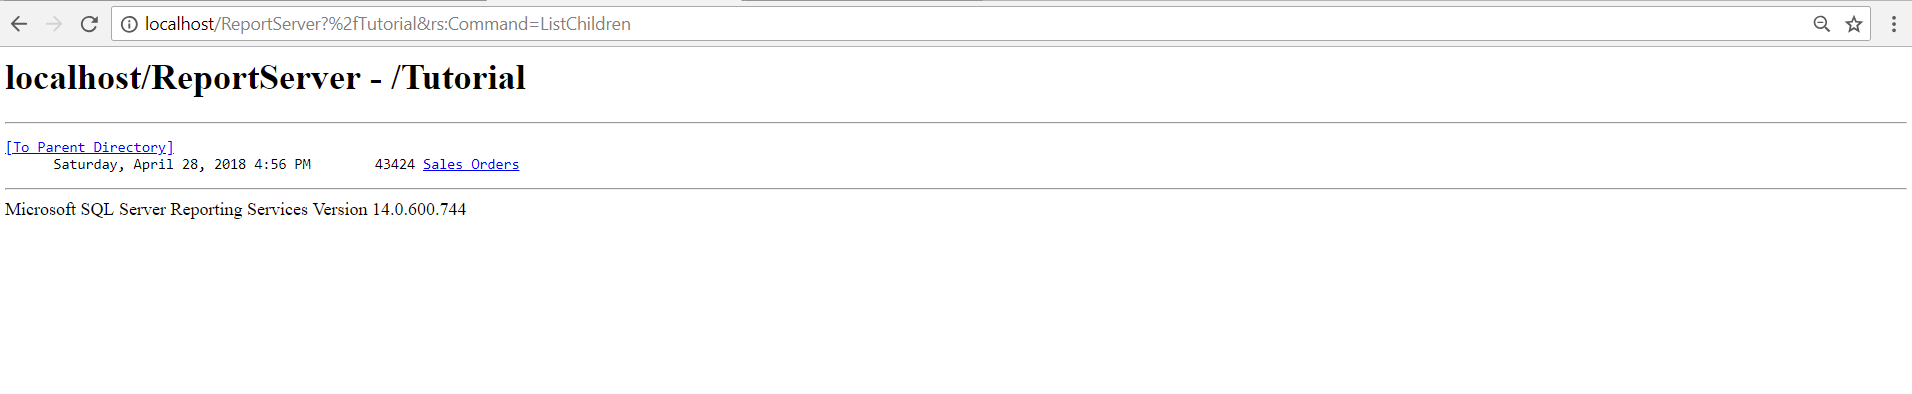 localhost/ReportServer?%2fTutorial&rs:Command=ListChildren
localhost/ReportServer - /Tutorial
[To Parent Directory]
Saturday, April 28, 2018 4:56 PM 43424 Sales Orders
Microsoft SQL Server Reporting Services Version 14.0.600.744